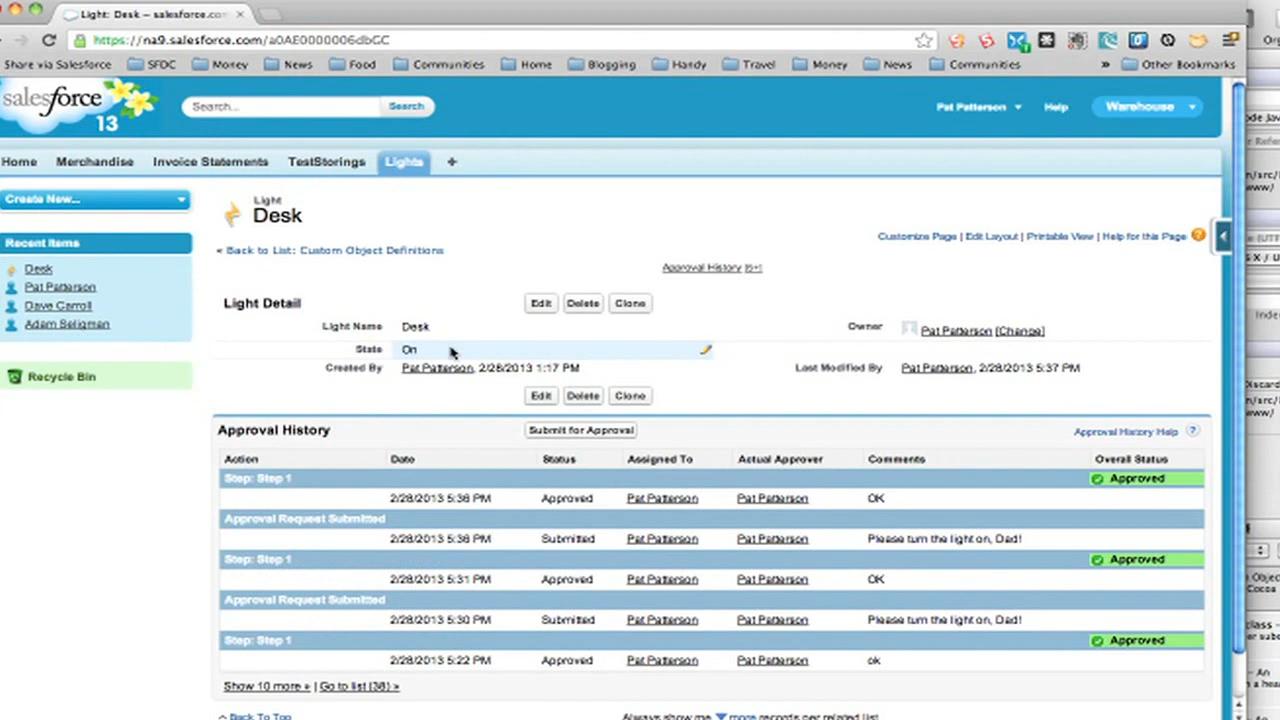 Light: Desk – salesforce.co
https://na9.salesforce.com/a0AE0000006dbGC
Share via Salesforce SFDC Money News Food Communities Home Blogging Handy Travel Money News Communities » Other Bookmarks
salesforce
13
Search... Search
Pat Patterson Help Warehouse
Home Merchandise Invoice Statements TestStorings Lights +
Create New...
Recent Items
Desk
Pat Patterson
Dave Carroll
Adam Seligman
Recycle Bin
Light
Desk
Customize Page | Edit Layout | Printable View | Help for this Page
« Back to List: Custom Object Definitions
Approval History [5+]
Light Detail Edit Delete Clone
Light Name Desk Owner Pat Patterson [Change]
State On
Created By Pat Patterson, 2/28/2013 1:17 PM Last Modified By Pat Patterson, 2/28/2013 5:37 PM
Edit Delete Clone
Approval History Submit for Approval Approval History Help ?
Action Date Status Assigned To Actual Approver Comments Overall Status
Step: Step 1 Approved
2/28/2013 5:36 PM Approved Pat Patterson Pat Patterson OK
Approval Request Submitted
2/28/2013 5:36 PM Submitted Pat Patterson Pat Patterson Please turn the light on, Dad!
Step: Step 1 Approved
2/28/2013 5:31 PM Approved Pat Patterson Pat Patterson OK
Approval Request Submitted
2/28/2013 5:30 PM Submitted Pat Patterson Pat Patterson Please turn the light on, Dad!
Step: Step 1 Approved
2/28/2013 5:22 PM Approved Pat Patterson Pat Patterson ok
Show 10 more » | Go to list (38) »
Back To Top Always show me more records per related list